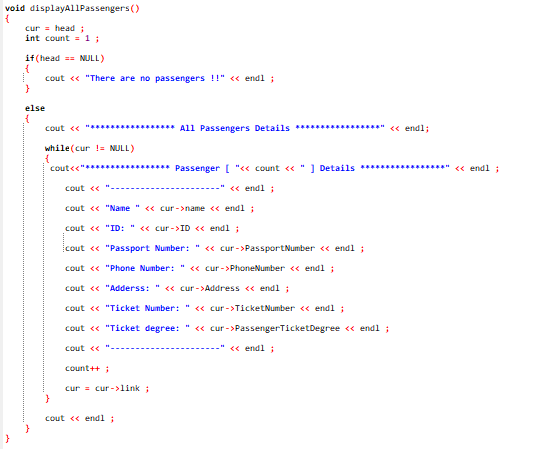 void displayAllPassengers()
{
cur = head ;
int count = 1 ;
if(head == NULL)
{
cout << "There are no passengers !!" << endl ;
}
else
{
cout << "***************** All Passengers Details *****************" << endl;
while(cur != NULL)
{
cout<<"***************** Passenger [ "<< count << " ] Details *****************" << endl ;
cout << "----------------------" << endl ;
cout << "Name " << cur->name << endl ;
cout << "ID: " << cur->ID << endl ;
cout << "Passport Number: " << cur->PassportNumber << endl ;
cout << "Phone Number: " << cur->PhoneNumber << endl ;
cout << "Adderss: " << cur->Address << endl ;
cout << "Ticket Number: " << cur->TicketNumber << endl ;
cout << "Ticket degree: " << cur->PassengerTicketDegree << endl ;
cout << "----------------------" << endl ;
count++ ;
cur = cur->link ;
}
cout << endl ;
}
}